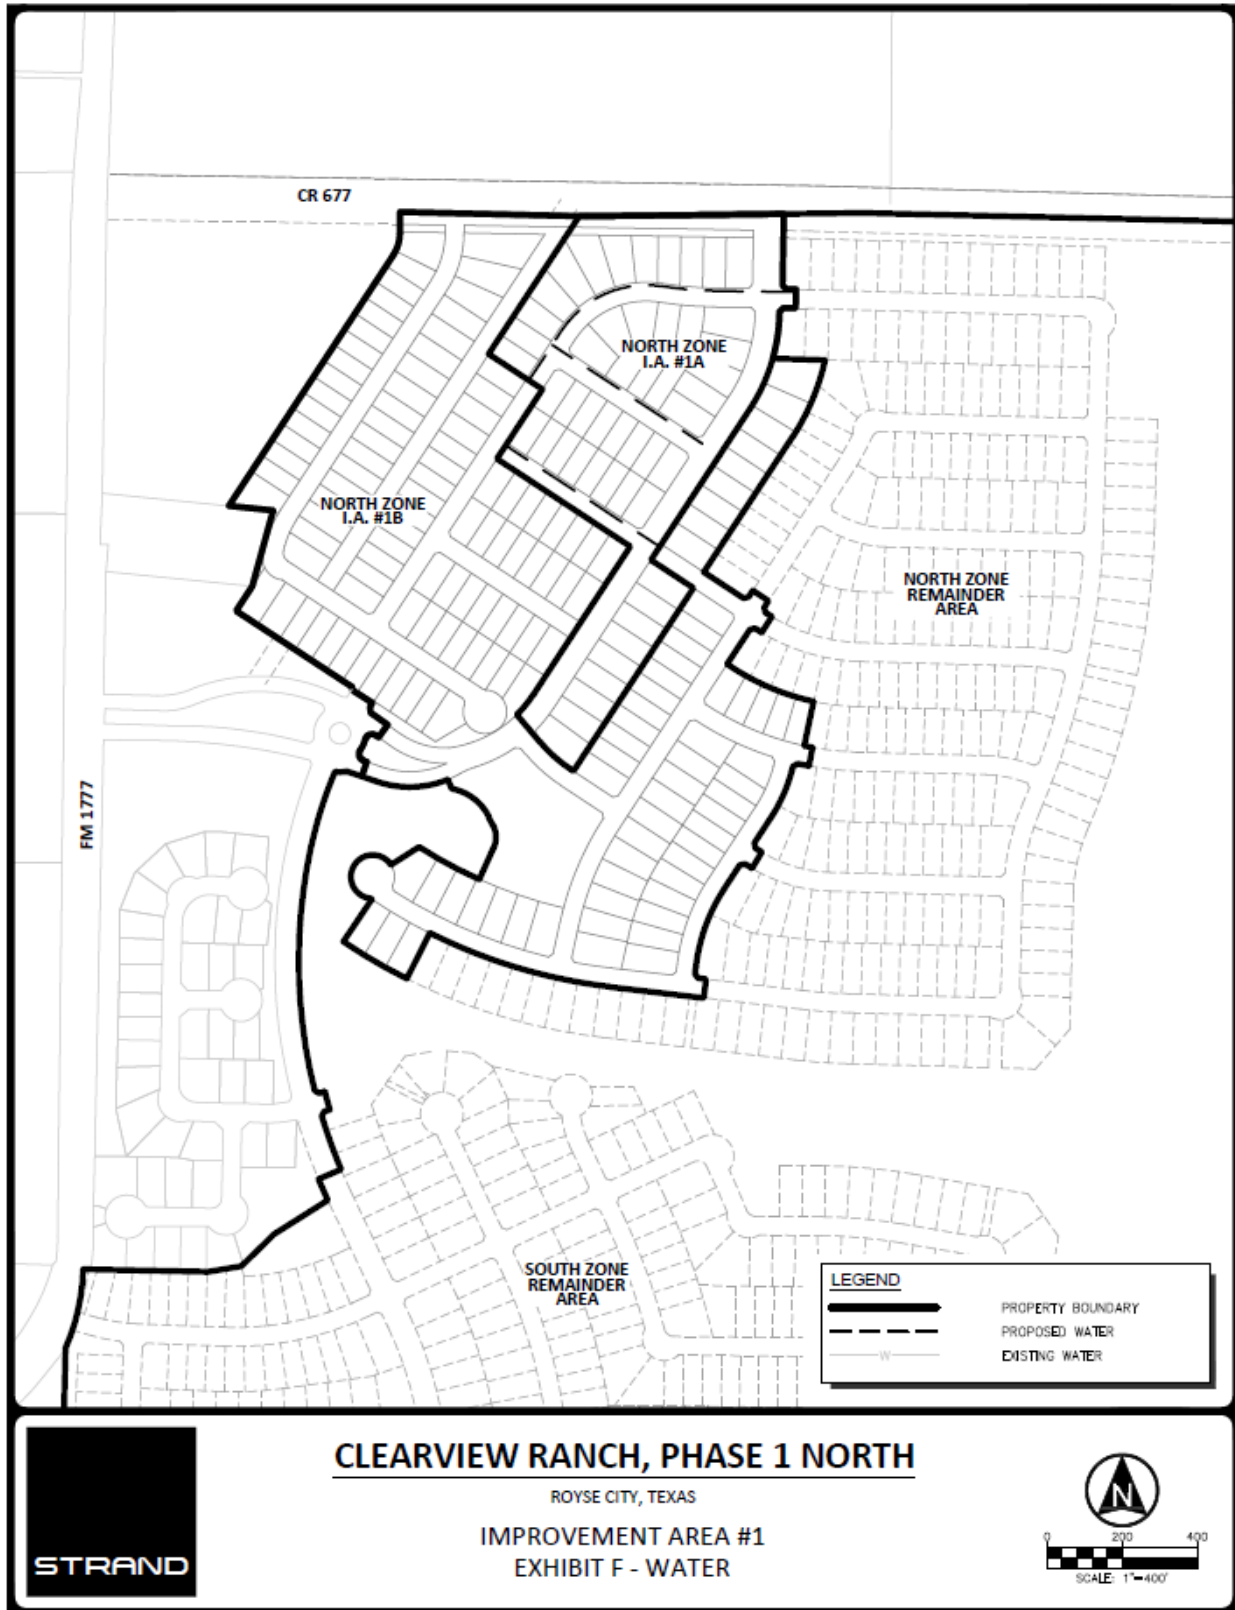 CR 677
NORTH ZONE
I.A. #1A
NORTH ZONE
I.A. #1B
NORTH ZONE
REMAINDER
AREA
FM 1777
SOUTH ZONE
REMAINDER
AREA
LEGEND
PROPERTY BOUNDARY
PROPOSED WATER
W
EXISTING WATER
STRAND
CLEARVIEW RANCH, PHASE 1 NORTH
ROYSE CITY, TEXAS
IMPROVEMENT AREA #1
EXHIBIT F - WATER
N
0 200 400
SCALE: 1"=400'